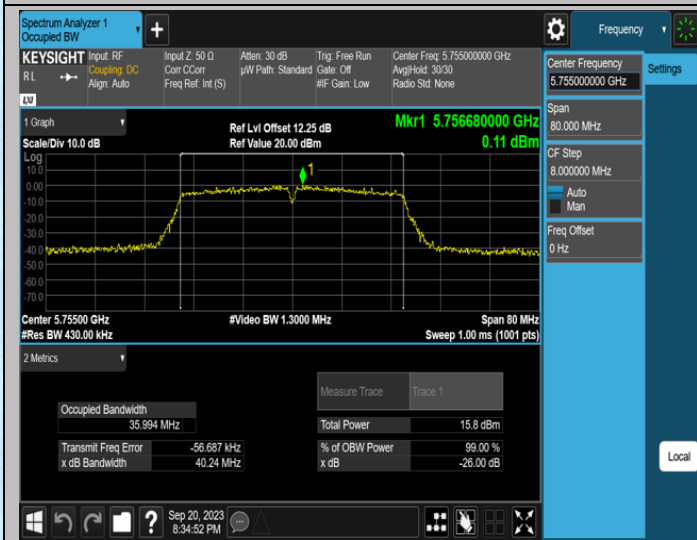 Spectrum Analyzer 1
Occupied BW
Frequency
KEYSIGHT
RL
LXI
Input: RF
Coupling: DC
Align: Auto
Input Z: 50 Ω
Corr CCorr
Freq Ref: Int (S)
Atten: 30 dB
µW Path: Standard
Trig: Free Run
Gate: Off
#IF Gain: Low
Center Freq: 5.755000000 GHz
Avg|Hold: 30/30
Radio Std: None
Center Frequency
5.755000000 GHz
Settings
Span
80.000 MHz
CF Step
8.000000 MHz
Auto
Man
Freq Offset
0 Hz
Local
1 Graph
Scale/Div 10.0 dB
Ref Lvl Offset 12.25 dB
Ref Value 20.00 dBm
Mkr1 5.756680000 GHz
0.11 dBm
Log
10.0
0.00
-10.0
-20.0
-30.0
-40.0
-50.0
-60.0
-70.0
1
Center 5.75500 GHz
#Res BW 430.00 kHz
#Video BW 1.3000 MHz
Span 80 MHz
Sweep 1.00 ms (1001 pts)
2 Metrics
Measure Trace
Trace 1
Occupied Bandwidth
35.994 MHz
Total Power
15.8 dBm
Transmit Freq Error
-56.687 kHz
% of OBW Power
99.00 %
x dB Bandwidth
40.24 MHz
x dB
-26.00 dB
?
Sep 20, 2023
8:34:52 PM